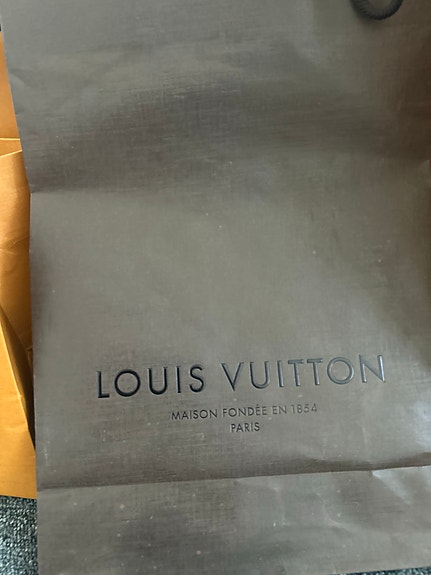 LOUIS VUITTON
MAISON FONDÉE EN 1854
PARIS